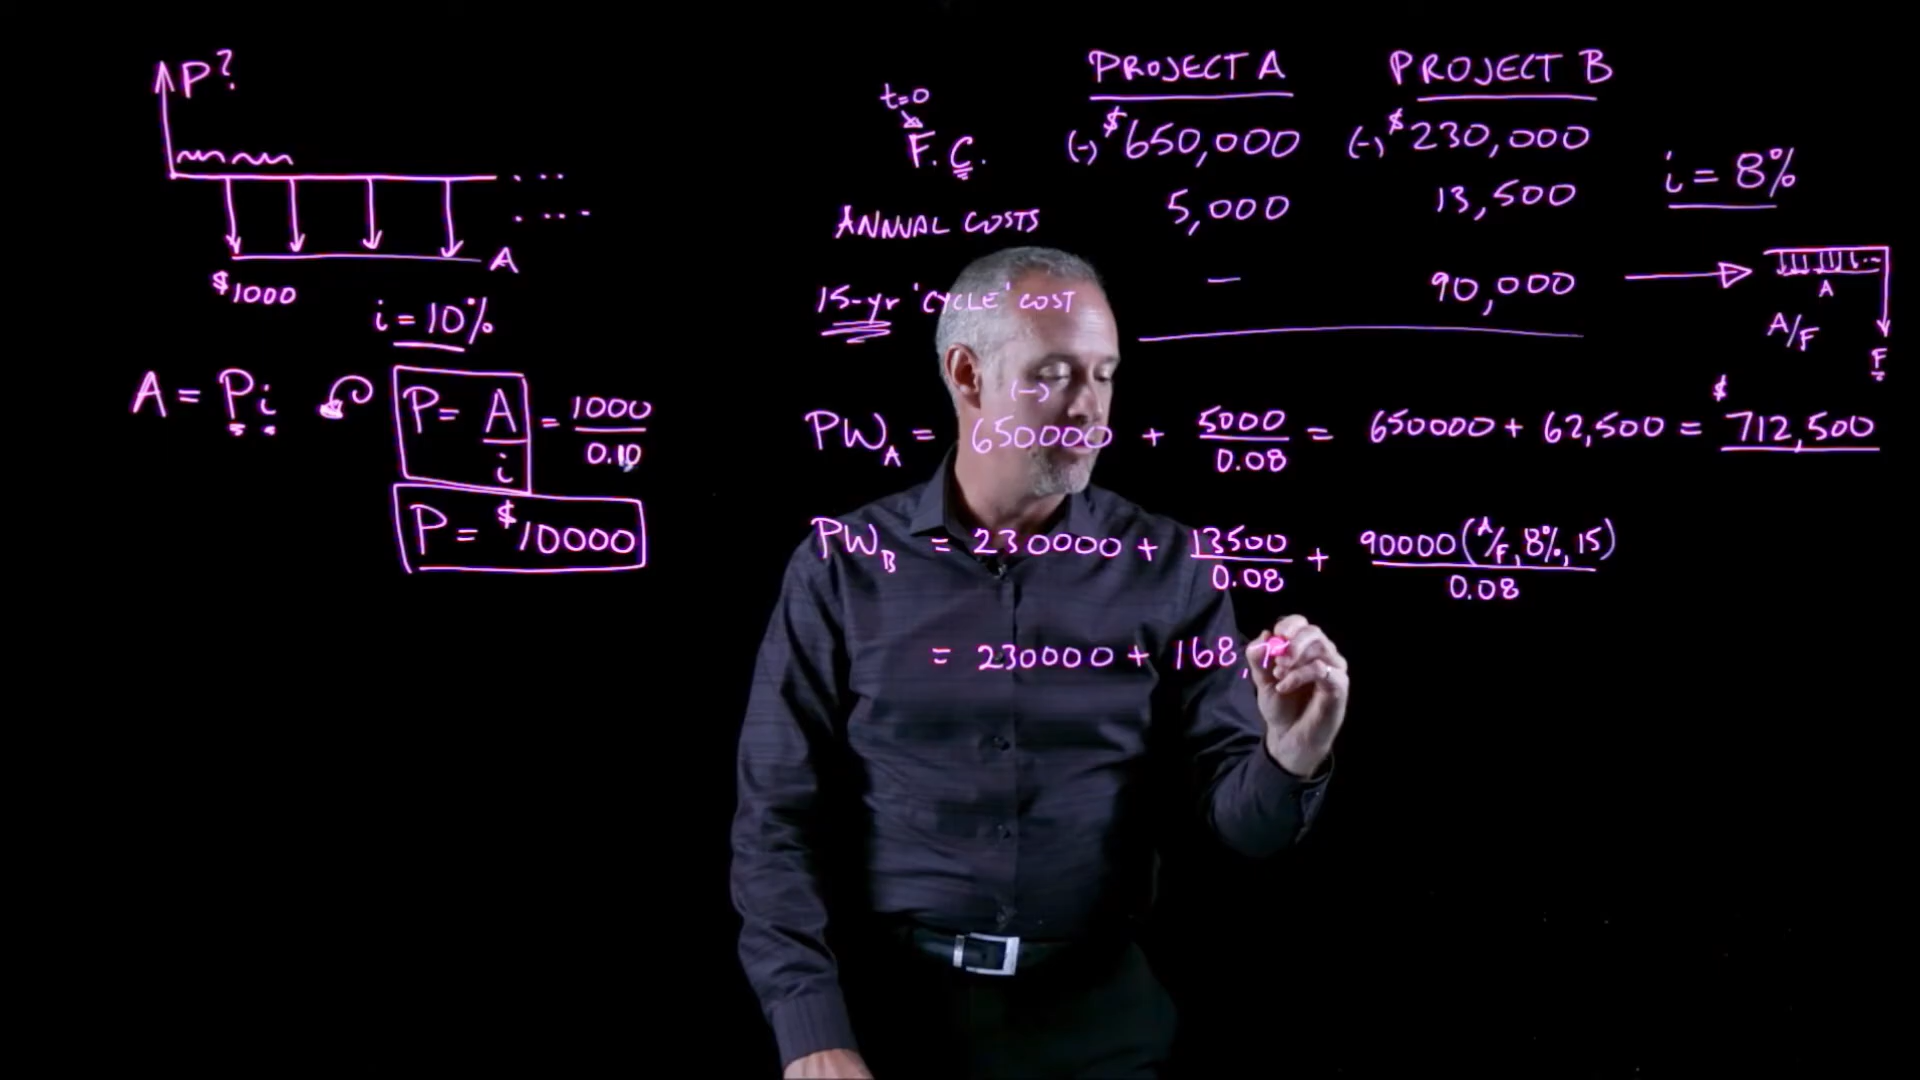 P?
A
$1000
i = 10%
A = Pi
P = A/i = 1000/0.10
P = $10000
PROJECT A PROJECT B
t=0
F.C. (-) $650,000 (-) $230,000
i = 8%
ANNUAL COSTS 5,000 13,500
15-yr 'CYCLE' COST — 90,000
A
A/F
F
(-)
PW_A = 650000 + 5000/0.08 = 650000 + 62,500 = $712,500
PW_B = 230000 + 13500/0.08 + 90000(A/F, 8%, 15)/0.08
= 230000 + 168,